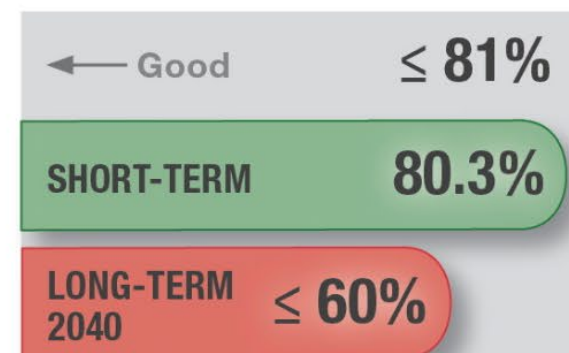 Good ≤ 81%
SHORT-TERM 80.3%
LONG-TERM ≤ 60%
2040